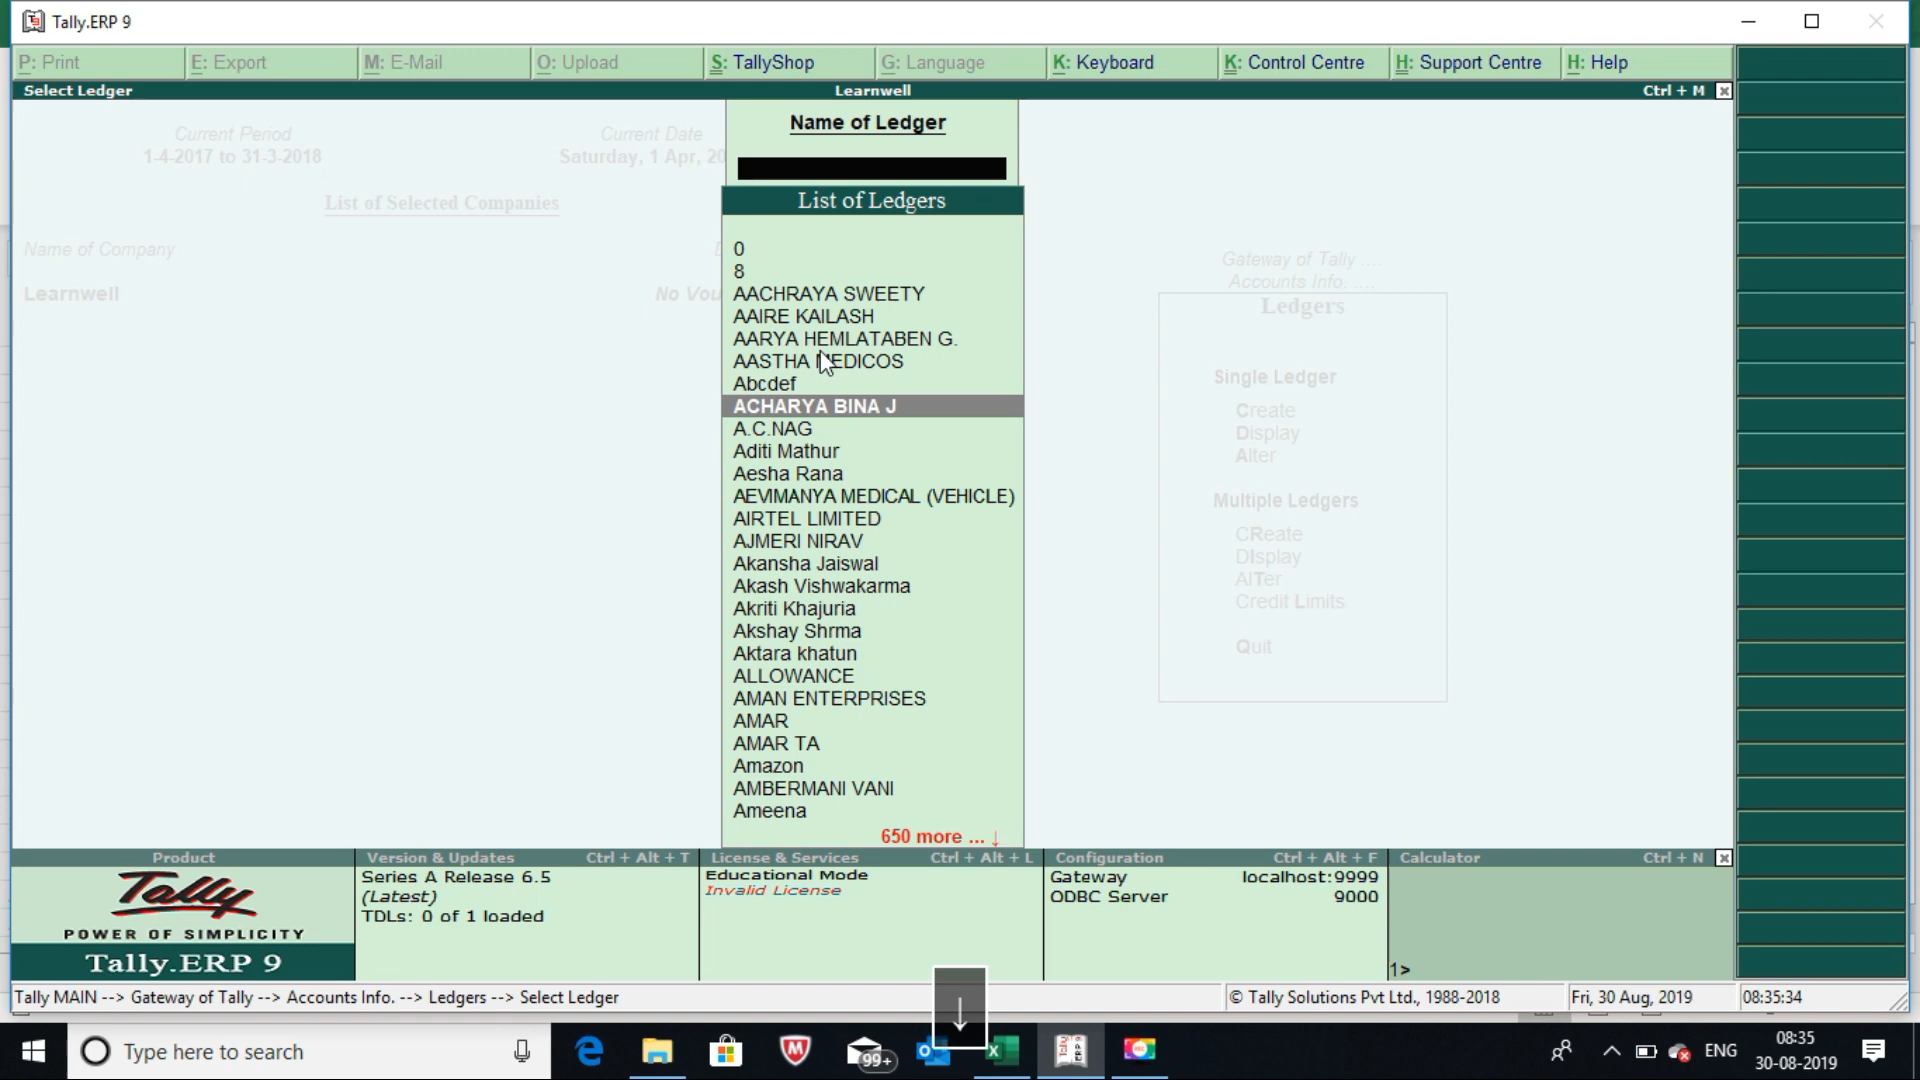 Tally.ERP 9
P: Print
E: Export
M: E-Mail
O: Upload
S: TallyShop
G: Language
K: Keyboard
K: Control Centre
H: Support Centre
H: Help
Select Ledger
Learnwell
Ctrl + M
Current Period
1-4-2017 to 31-3-2018
Current Date
Saturday, 1 Apr, 20
List of Selected Companies
Name of Company
Learnwell
No Vou
Name of Ledger
List of Ledgers
0
8
AACHRAYA SWEETY
AAIRE KAILASH
AARYA HEMLATABEN G.
AASTHA MEDICOS
Abcdef
ACHARYA BINA J
A.C.NAG
Aditi Mathur
Aesha Rana
AEVIMANYA MEDICAL (VEHICLE)
AIRTEL LIMITED
AJMERI NIRAV
Akansha Jaiswal
Akash Vishwakarma
Akriti Khajuria
Akshay Shrma
Aktara khatun
ALLOWANCE
AMAN ENTERPRISES
AMAR
AMAR TA
Amazon
AMBERMANI VANI
Ameena
650 more ... ↓
Gateway of Tally ....
Accounts Info. ....
Ledgers
Single Ledger
Create
Display
Alter
Multiple Ledgers
CReate
DIsplay
AlTer
Credit Limits
Quit
Product
Tally
POWER OF SIMPLICITY
Tally.ERP 9
Version & Updates
Ctrl + Alt + T
Series A Release 6.5
(Latest)
TDLs: 0 of 1 loaded
License & Services
Ctrl + Alt + L
Educational Mode
Invalid License
Configuration
Ctrl + Alt + F
Gateway
localhost:9999
ODBC Server
9000
Calculator
Ctrl + N
1>
Tally MAIN --> Gateway of Tally --> Accounts Info. --> Ledgers --> Select Ledger
© Tally Solutions Pvt Ltd., 1988-2018
Fri, 30 Aug, 2019
08:35:34
↓
Type here to search
99+
ENG
08:35
30-08-2019